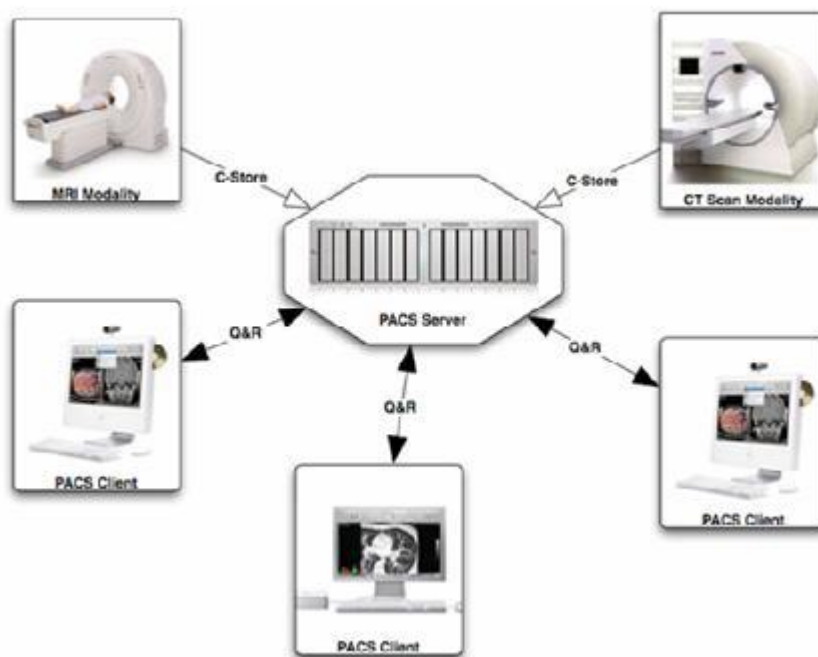 MRI Modality
CT Scan Modality
C-Store
C-Store
PACS Server
Q&R
Q&R
Q&R
PACS Client
PACS Client
PACS Client